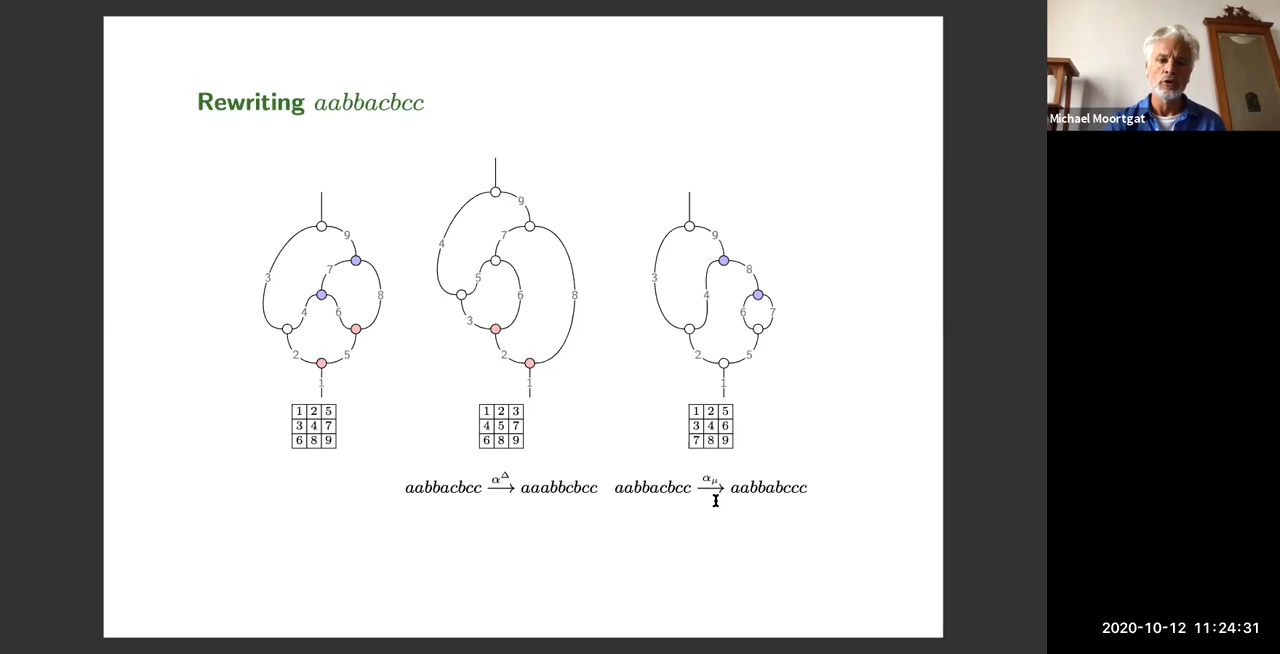 Rewriting aabbacbcc
Michael Moortgat
9
3
7
8
4
6
2
5
1
1 2 5
3 4 7
6 8 9
9
4
7
5
6
8
3
2
1
1 2 3
4 5 7
6 8 9
9
8
3
4
6
7
2
5
1
1 2 5
3 4 6
7 8 9
aabbacbcc α^Δ⟶ aaabbcbcc
aabbacbcc α_μ⟶ aabbabccc
2020-10-12 11:24:31